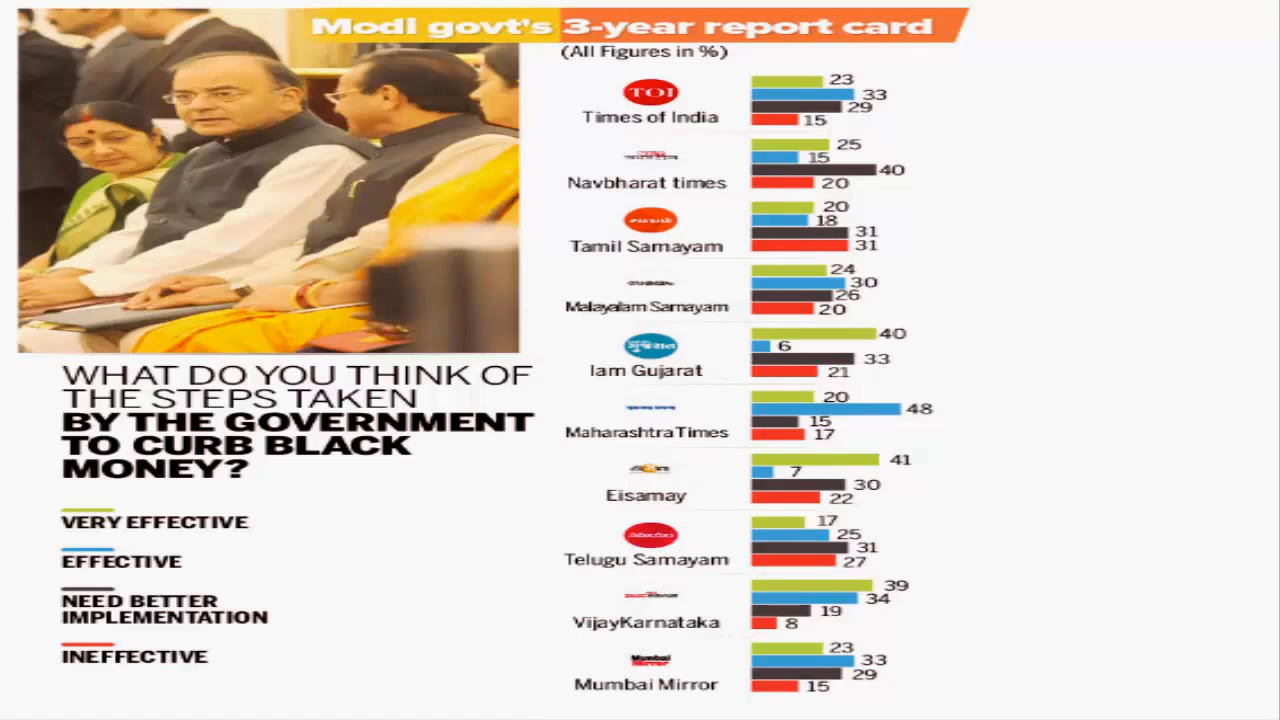 Modi govt's 3-year report card
(All Figures in %)
TOI
Times of India
23
33
29
15
Navbharat times
25
15
40
20
Tamil Samayam
20
18
31
31
Malayalam Samayam
24
30
26
20
Iam Gujarat
40
6
33
21
Maharashtra Times
20
48
15
17
Eisamay
41
7
30
22
Telugu Samayam
17
25
31
27
VijayKarnataka
39
34
19
8
Mumbai
Mirror
Mumbai Mirror
23
33
29
15
WHAT DO YOU THINK OF
THE STEPS TAKEN
BY THE GOVERNMENT
TO CURB BLACK
MONEY?
VERY EFFECTIVE
EFFECTIVE
NEED BETTER
IMPLEMENTATION
INEFFECTIVE